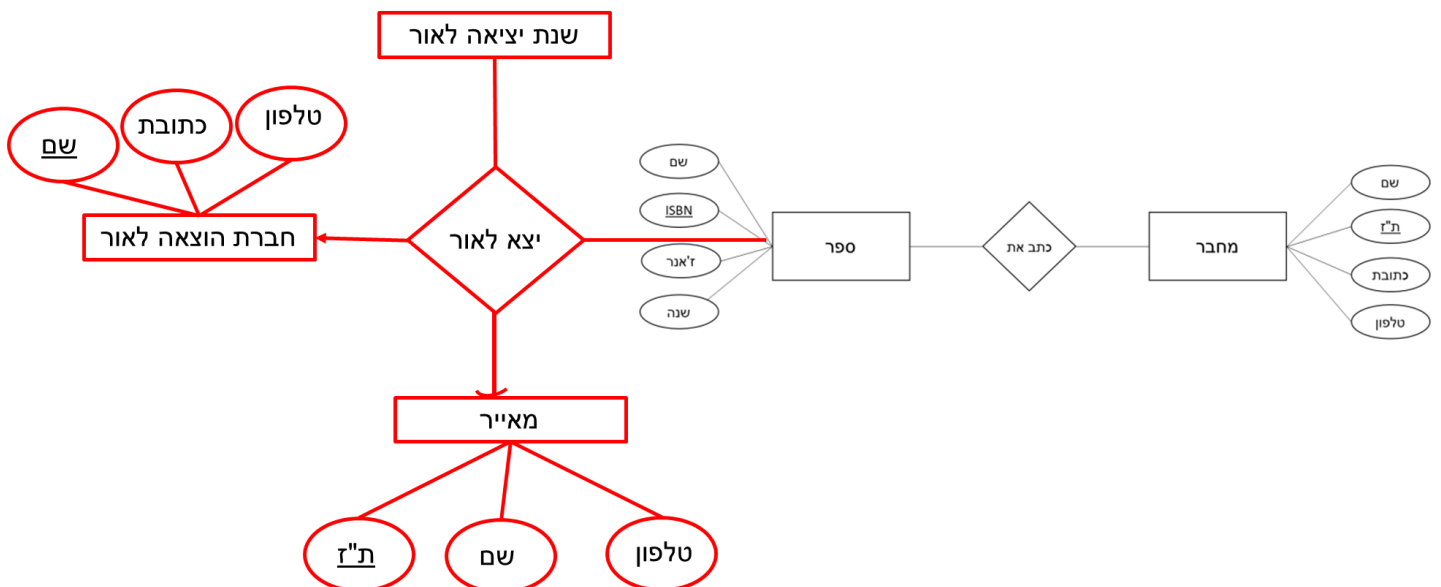 שנת יציאה לאור
טלפון
כתובת
שם
חברת הוצאה לאור
יצא לאור
מאייר
טלפון
שם
ת"ז
שם
ISBN
ז'אנר
שנה
ספר
כתב את
מחבר
שם
ת"ז
כתובת
טלפון